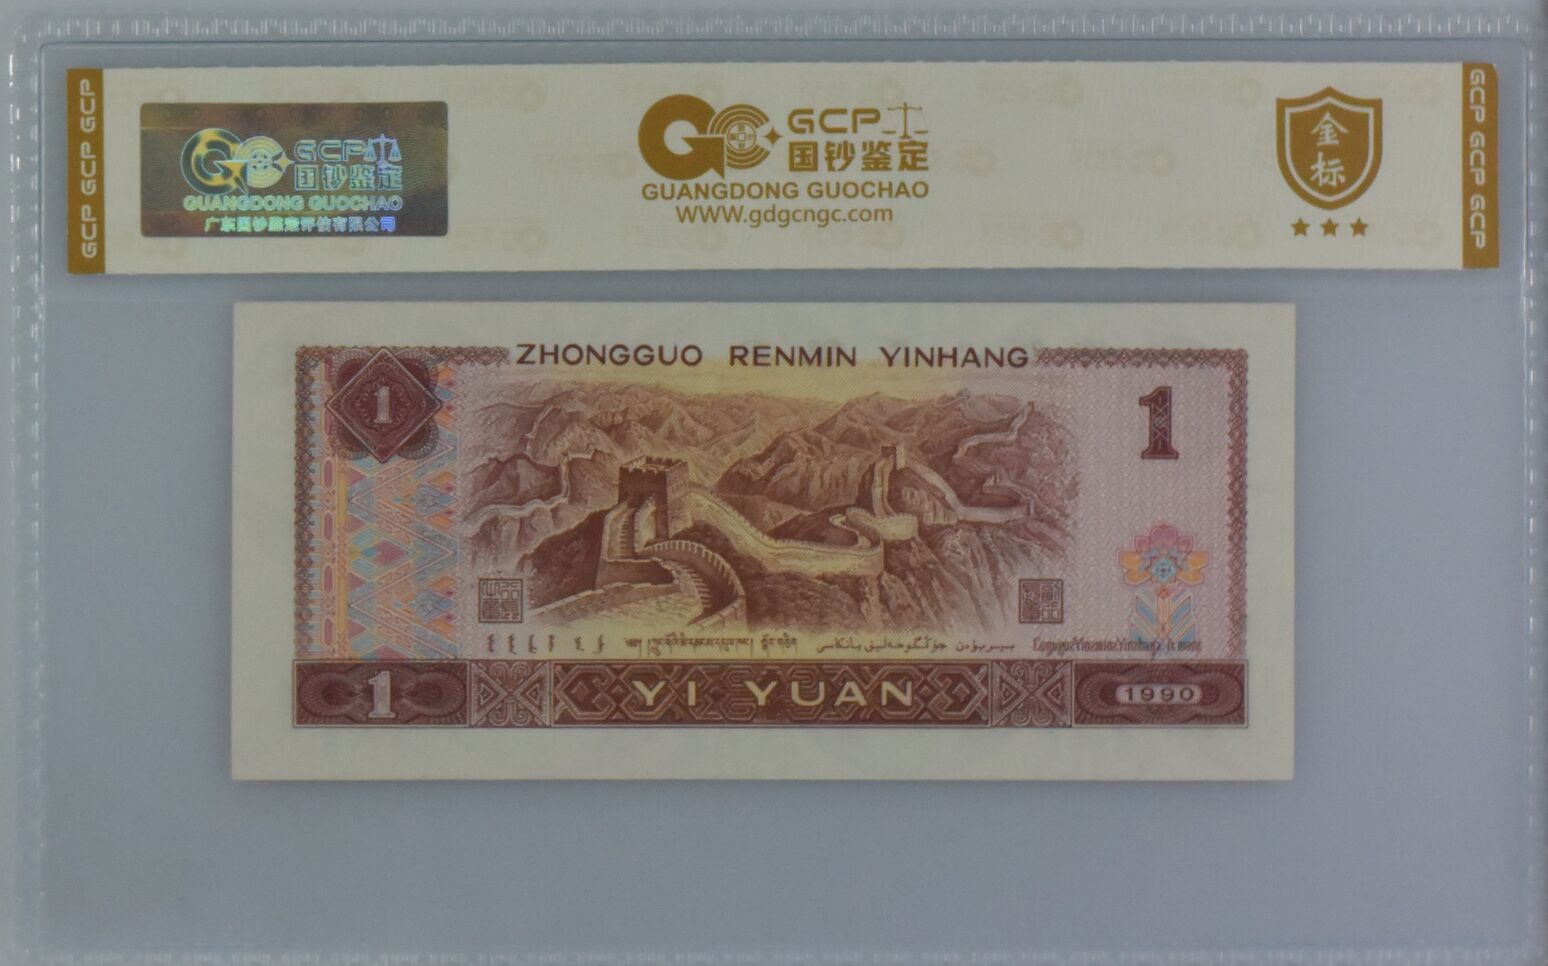 GCP GCP GCP
GCP
国钞鉴定
GUANGDONG GUOCHAO
广东国钞鉴定评估有限公司
GCP
国钞鉴定
GUANGDONG GUOCHAO
WWW.gdgcngc.com
金标
GCP GCP GCP
ZHONGGUO RENMIN YINHANG
1
1
1
YI YUAN
1990